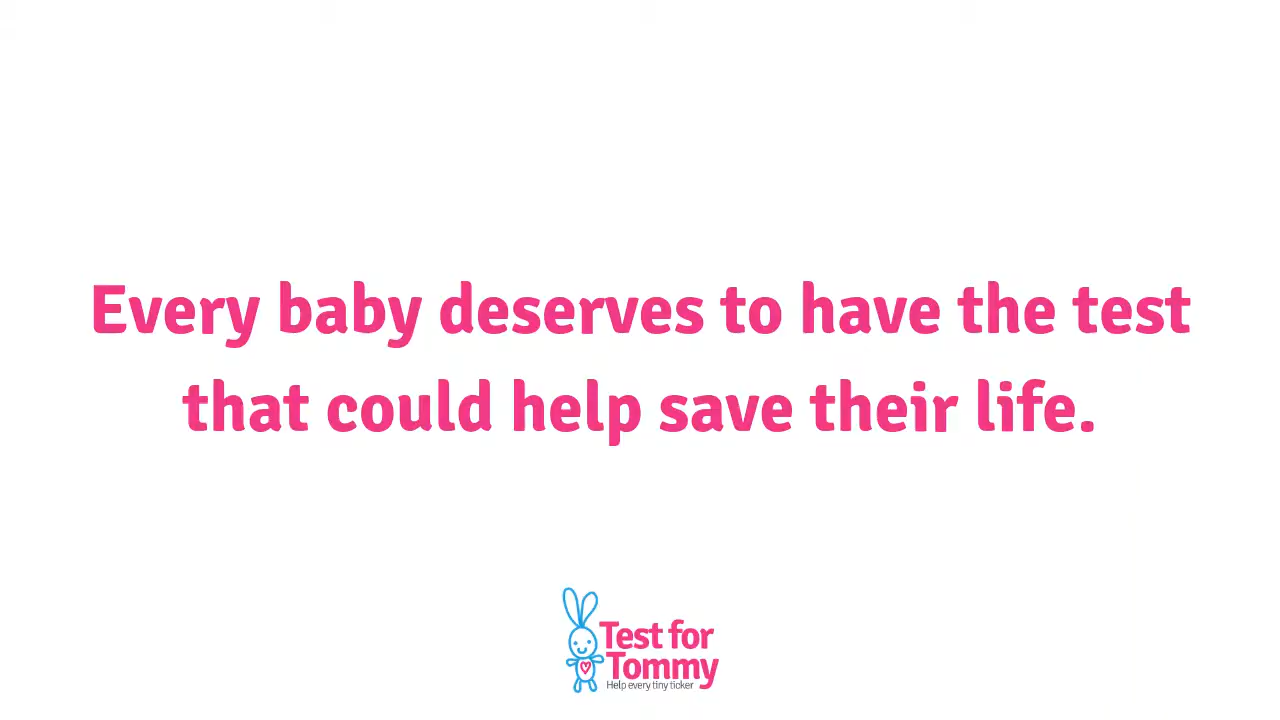 Every baby deserves to have the test
that could help save their life.
Test for
Tommy
Help every tiny ticker